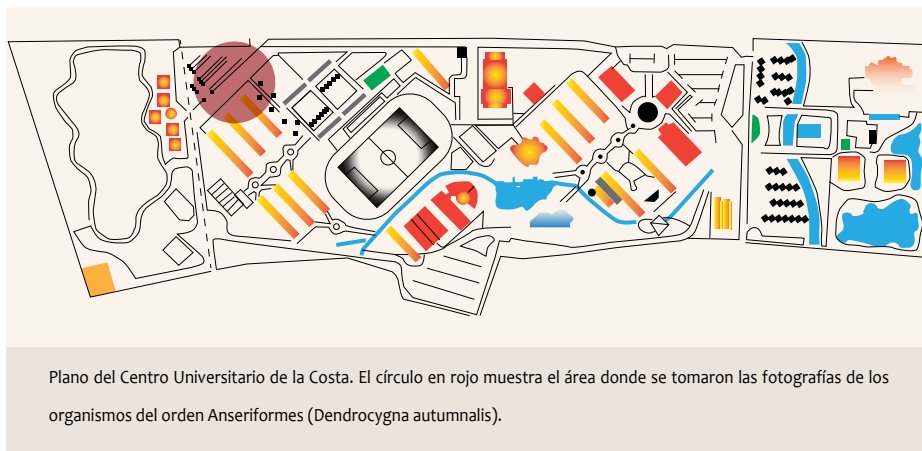 Plano del Centro Universitario de la Costa. El círculo en rojo muestra el área donde se tomaron las fotografías de los
organismos del orden Anseriformes (Dendrocygna autumnalis).